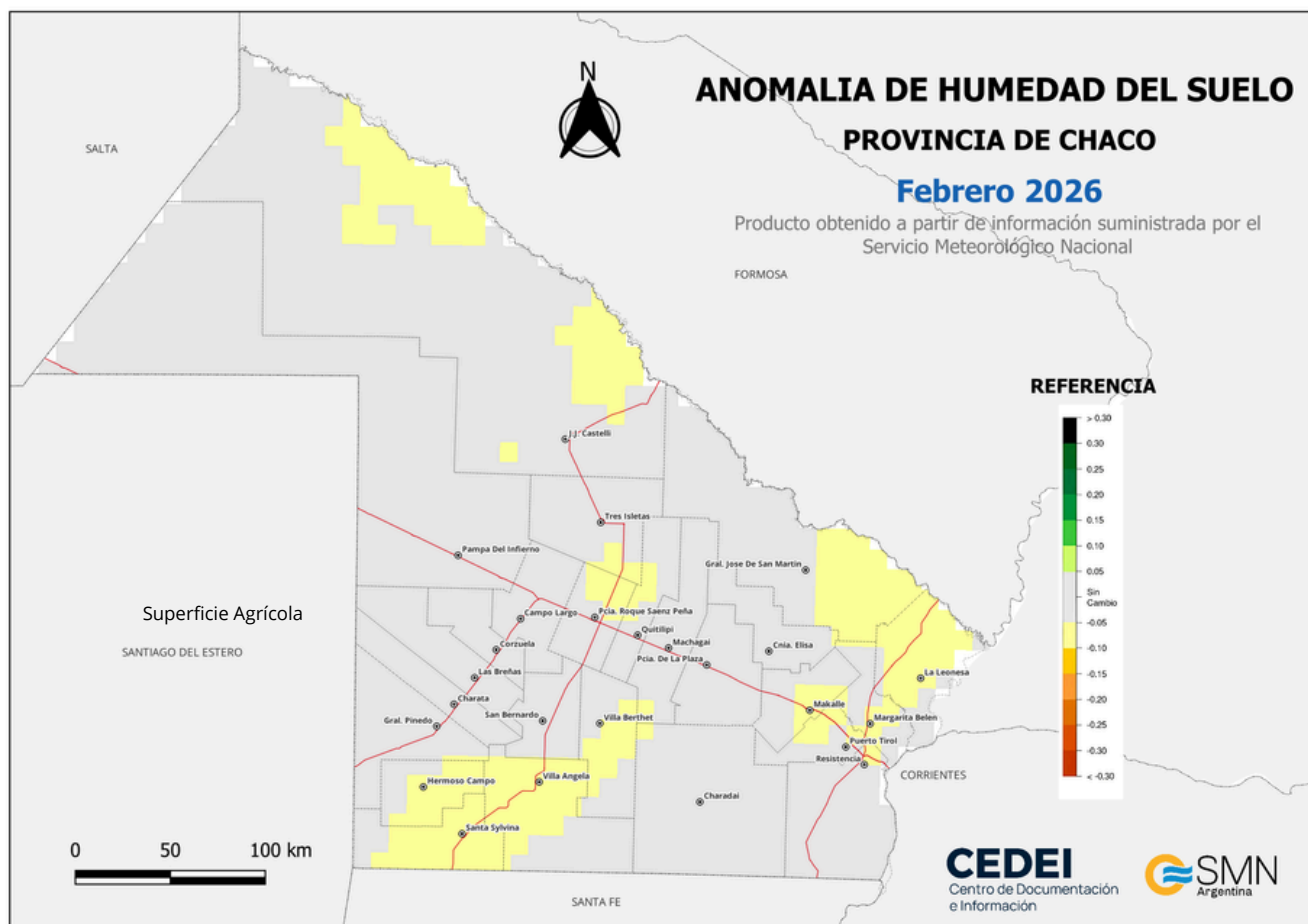 N
ANOMALIA DE HUMEDAD DEL SUELO
PROVINCIA DE CHACO
Febrero 2026
Producto obtenido a partir de información suministrada por el
Servicio Meteorológico Nacional
SALTA
FORMOSA
REFERENCIA
> 0.30
0.30
0.25
0.20
0.15
0.10
0.05
Sin
Cambio
-0.05
-0.10
-0.15
-0.20
-0.25
-0.30
< -0.30
J.J. Castelli
Tres Isletas
Pampa Del Infierno
Gral. Jose De San Martin
Superficie Agrícola
Campo Largo
Pcia. Roque Saenz Peña
Quitilipi
SANTIAGO DEL ESTERO
Corzuela
Machagai
Cnia. Elisa
Pcia. De La Plaza
Las Breñas
La Leonesa
Charata
Makalle
Gral. Pinedo
San Bernardo
Villa Berthet
Margarita Belen
Puerto Tirol
Resistencia
CORRIENTES
Hermoso Campo
Villa Angela
Charadai
Santa Sylvina
0 50 100 km
SANTA FE
CEDEI
Centro de Documentación
e Información
SMN
Argentina